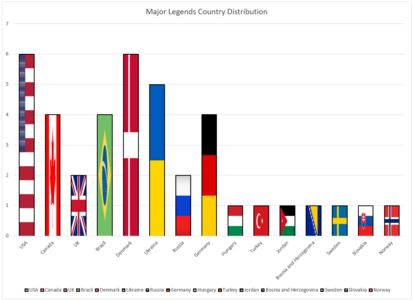 Major Legends Country Distribution
7
6
5
4
3
2
1
0
USA
Canada
UK
Brazil
Denmark
Ukraine
Russia
Germany
Hungary
Turkey
Jordan
Bosnia and Herzegovina
Sweden
Slovakia
Norway
USA Canada UK Brazil Denmark Ukraine Russia Germany Hungary Turkey Jordan Bosnia and Herzegovina Sweden Slovakia Norway